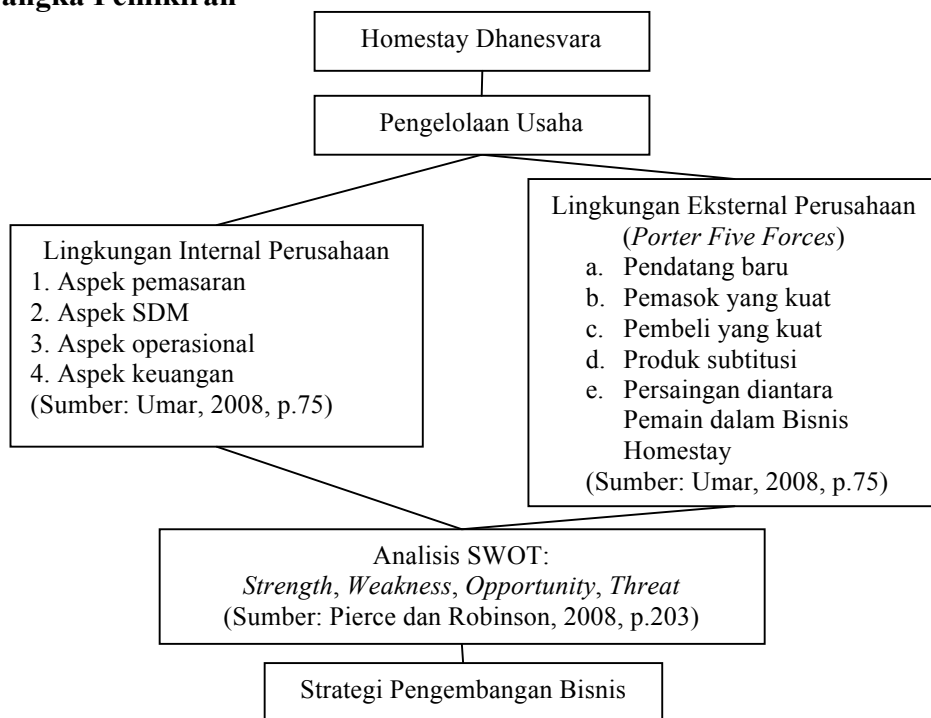 angka Pemikiran
Homestay Dhanesvara
Pengelolaan Usaha
Lingkungan Internal Perusahaan
1. Aspek pemasaran
2. Aspek SDM
3. Aspek operasional
4. Aspek keuangan
(Sumber: Umar, 2008, p.75)
Lingkungan Eksternal Perusahaan
(Porter Five Forces)
a. Pendatang baru
b. Pemasok yang kuat
c. Pembeli yang kuat
d. Produk subtitusi
e. Persaingan diantara
Pemain dalam Bisnis
Homestay
(Sumber: Umar, 2008, p.75)
Analisis SWOT:
Strength, Weakness, Opportunity, Threat
(Sumber: Pierce dan Robinson, 2008, p.203)
Strategi Pengembangan Bisnis